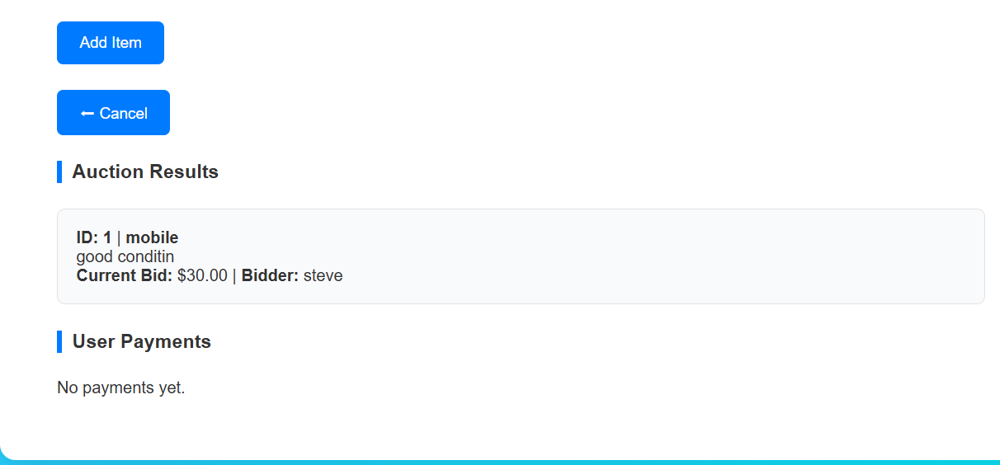 Add Item
← Cancel
Auction Results
ID: 1 | mobile
good conditin
Current Bid: $30.00 | Bidder: steve
User Payments
No payments yet.